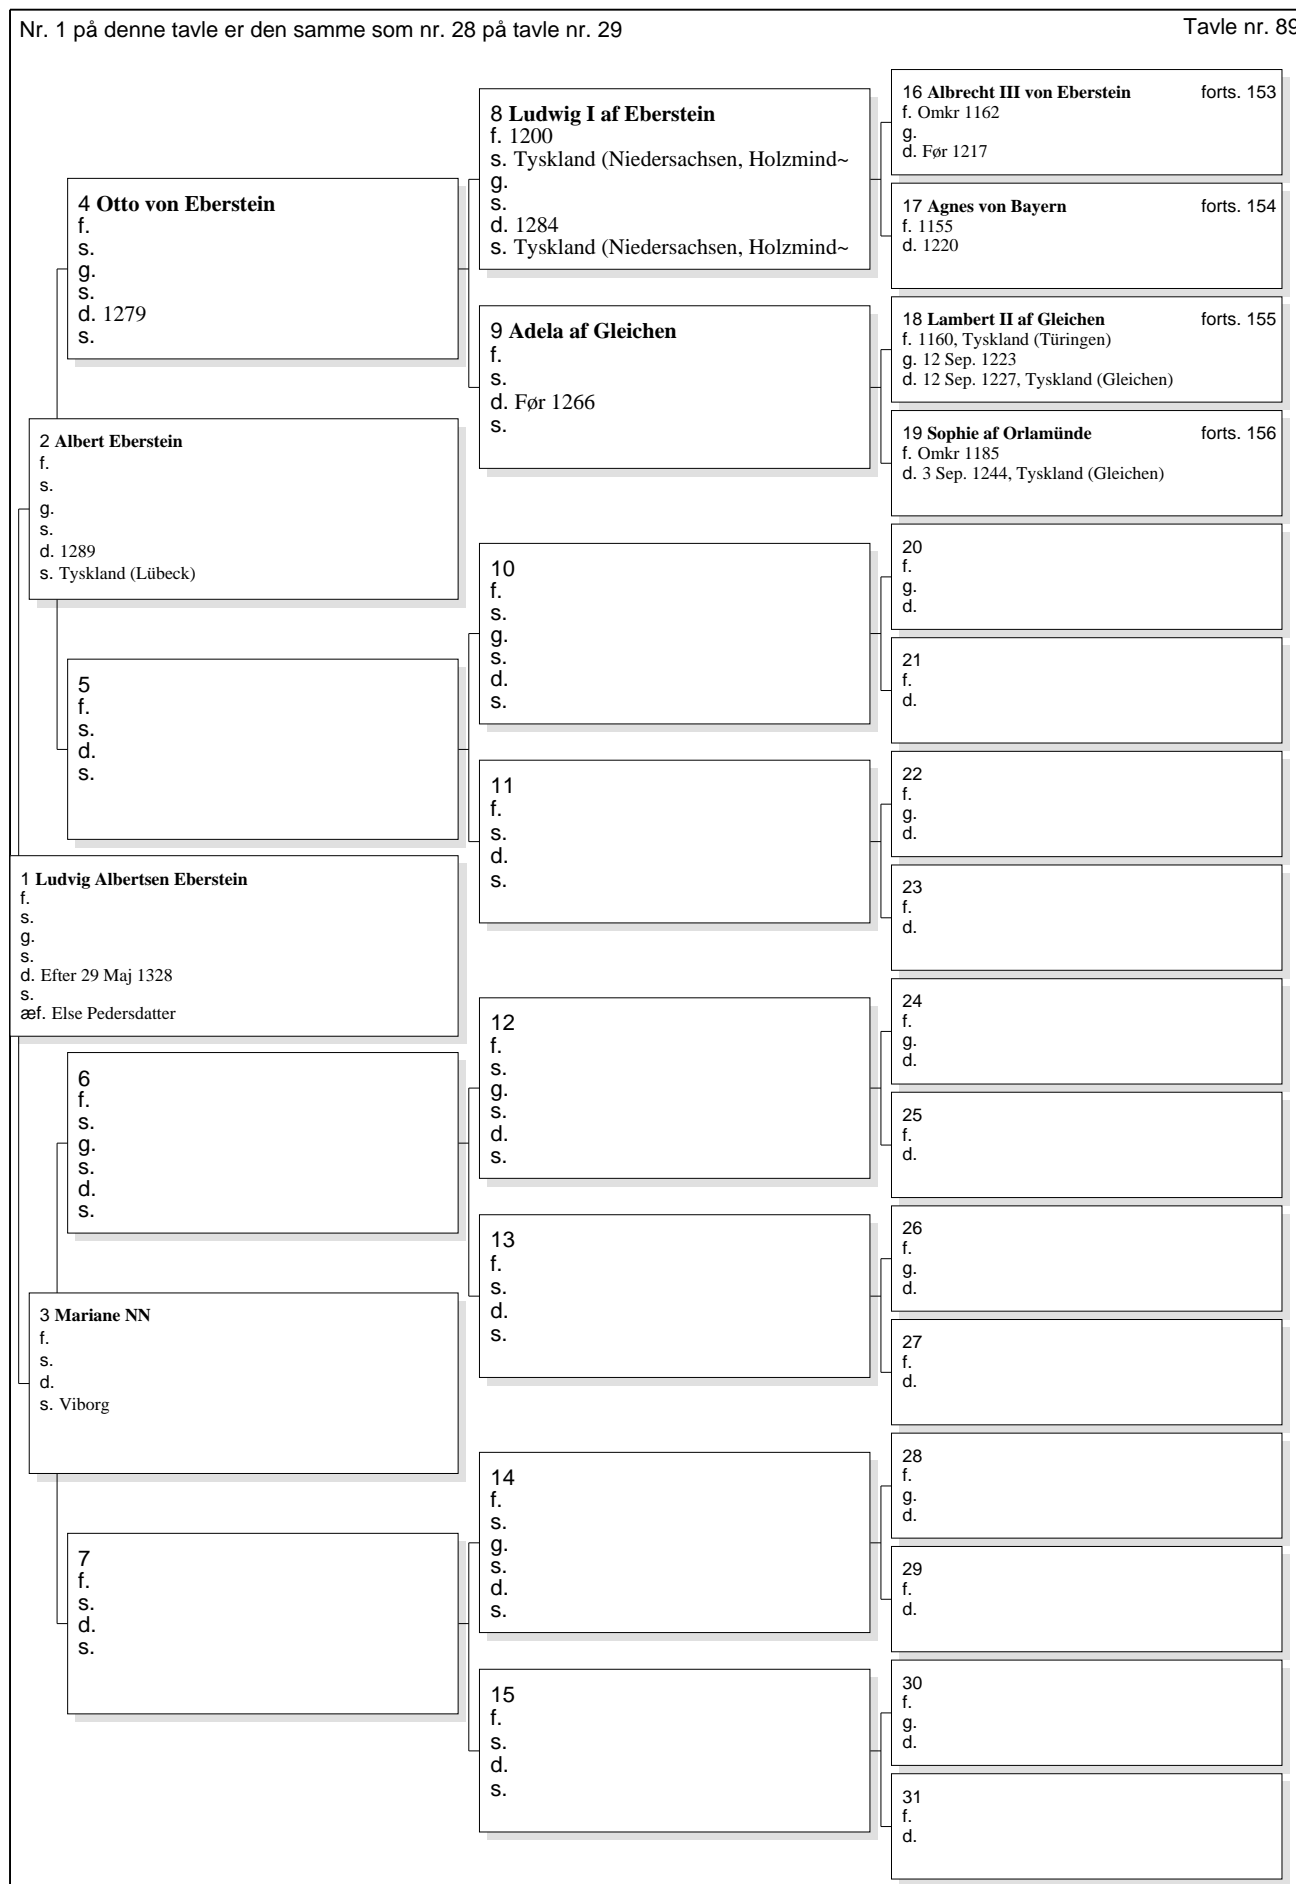 Nr. 1 på denne tavle er den samme som nr. 28 på tavle nr. 29
Tavle nr. 89
16 Albrecht III von Eberstein forts. 153
f. Omkr 1162
g.
d. Før 1217
8 Ludwig I af Eberstein
f. 1200
s. Tyskland (Niedersachsen, Holzmind~
g.
s.
d. 1284
s. Tyskland (Niedersachsen, Holzmind~
4 Otto von Eberstein
f.
s.
g.
s.
d. 1279
s.
17 Agnes von Bayern forts. 154
f. 1155
d. 1220
18 Lambert II af Gleichen forts. 155
f. 1160, Tyskland (Türingen)
g. 12 Sep. 1223
d. 12 Sep. 1227, Tyskland (Gleichen)
9 Adela af Gleichen
f.
s.
d. Før 1266
s.
19 Sophie af Orlamünde forts. 156
f. Omkr 1185
d. 3 Sep. 1244, Tyskland (Gleichen)
2 Albert Eberstein
f.
s.
g.
s.
d. 1289
s. Tyskland (Lübeck)
20
f.
g.
d.
10
f.
s.
g.
s.
d.
s.
21
f.
d.
5
f.
s.
d.
s.
22
f.
g.
d.
11
f.
s.
d.
s.
23
f.
d.
1 Ludvig Albertsen Eberstein
f.
s.
g.
s.
d. Efter 29 Maj 1328
s.
æf. Else Pedersdatter
24
f.
g.
d.
12
f.
s.
g.
s.
d.
s.
6
f.
s.
g.
s.
d.
s.
25
f.
d.
26
f.
g.
d.
13
f.
s.
d.
s.
27
f.
d.
3 Mariane NN
f.
s.
d.
s. Viborg
28
f.
g.
d.
14
f.
s.
g.
s.
d.
s.
29
f.
d.
7
f.
s.
d.
s.
30
f.
g.
d.
15
f.
s.
d.
s.
31
f.
d.